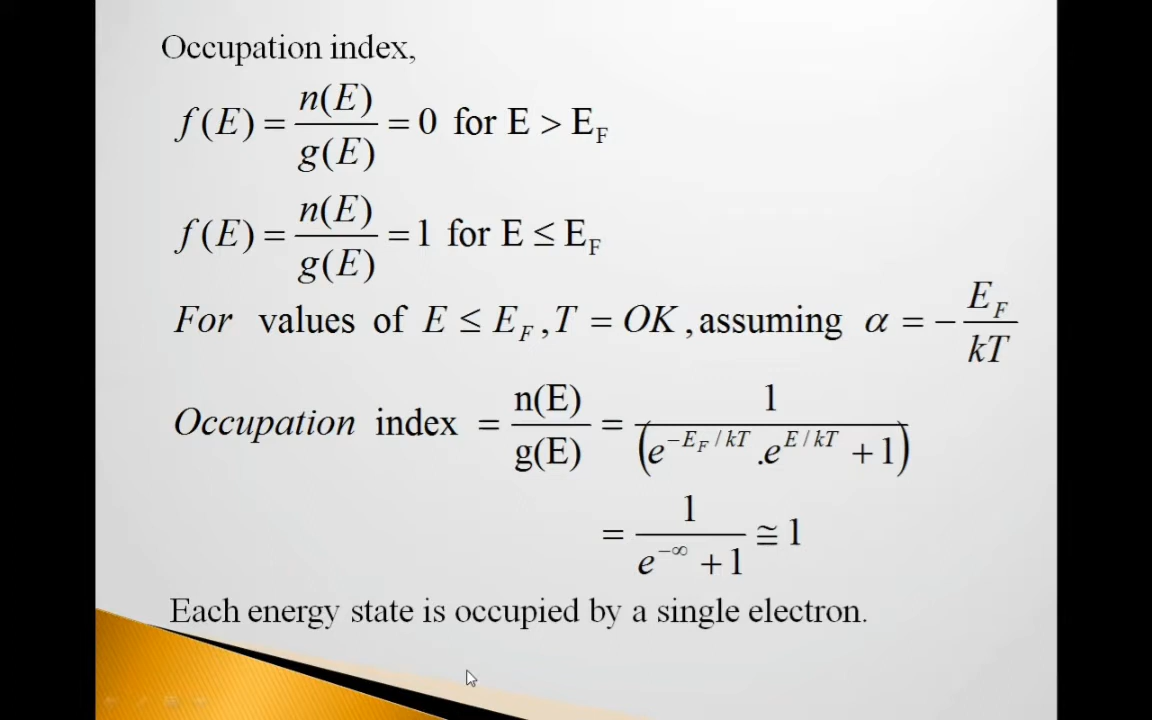 Occupation index,
f(E) = n(E)/g(E) = 0 for E > E_F
f(E) = n(E)/g(E) = 1 for E ≤ E_F
For values of E ≤ E_F , T = OK , assuming α = − E_F/kT
Occupation index = n(E)/g(E) = 1/(e^{−E_F/kT} .e^{E/kT} + 1)
= 1/(e^{−∞} + 1) ≅ 1
Each energy state is occupied by a single electron.